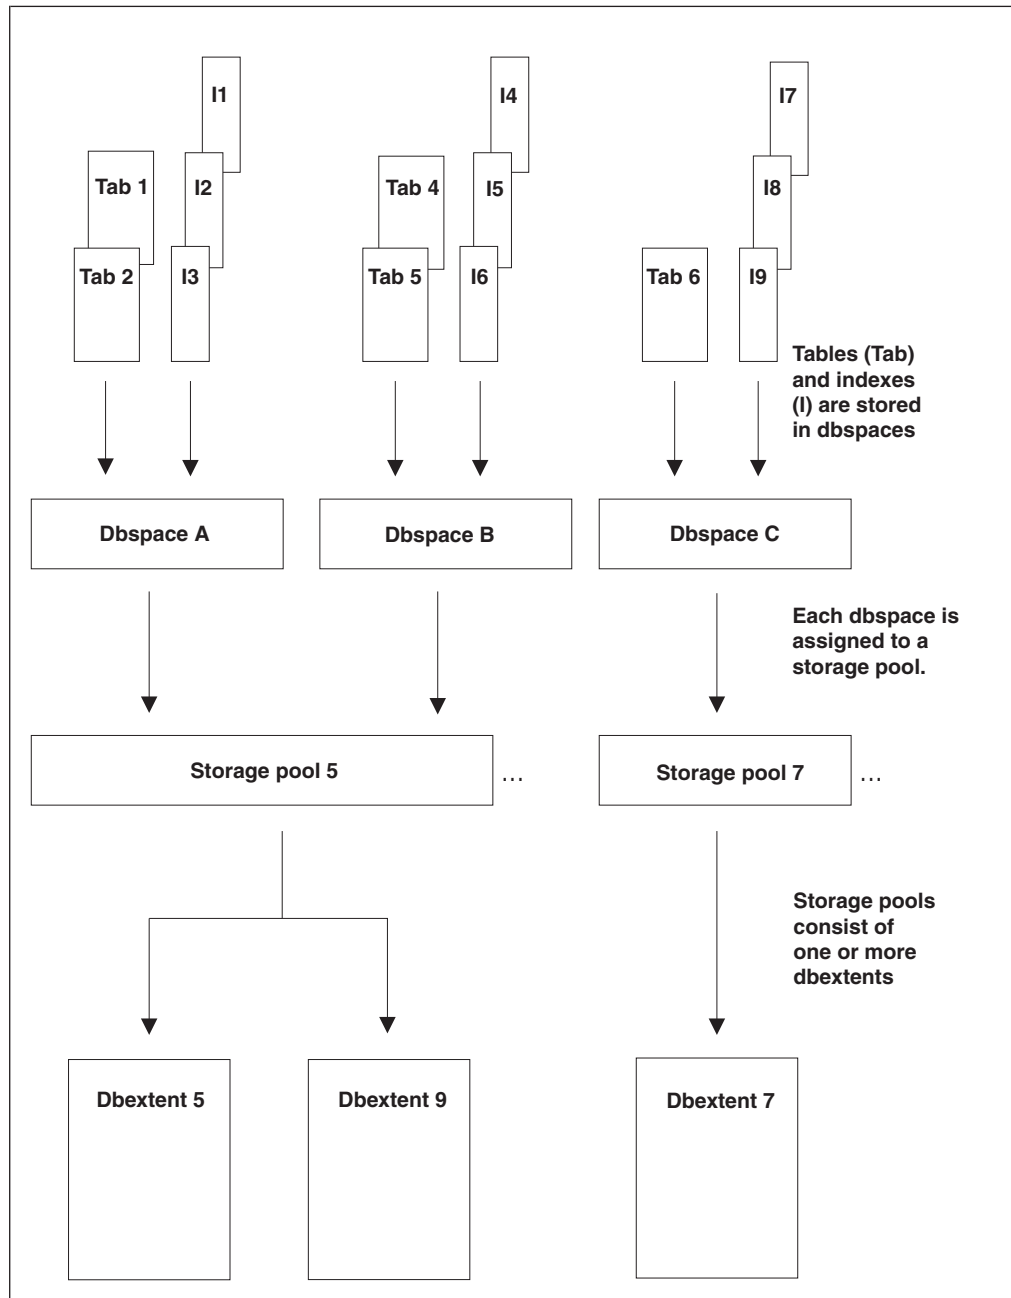 I1
I4
I7
Tab 1
I2
Tab 4
I5
I8
Tab 2
I3
Tab 5
I6
Tab 6
I9
Tables (Tab)
and indexes
(I) are stored
in dbspaces
Dbspace A
Dbspace B
Dbspace C
Each dbspace is
assigned to a
storage pool.
Storage pool 5
...
Storage pool 7
...
Storage pools
consist of
one or more
dbextents
Dbextent 5
Dbextent 9
Dbextent 7